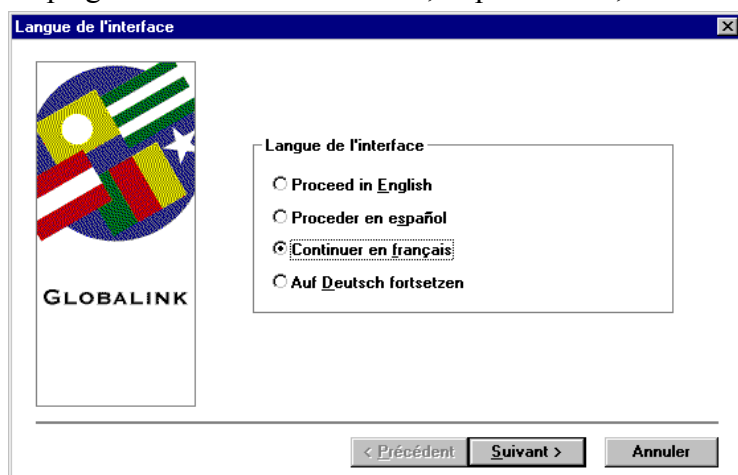 Langue de l'interface
Langue de l'interface
Proceed in English
Proceder en español
Continuer en français
Auf Deutsch fortsetzen
GLOBALINK
< Précédent Suivant > Annuler